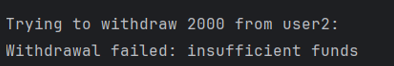 Trying to withdraw 2000 from user2:
Withdrawal failed: insufficient funds